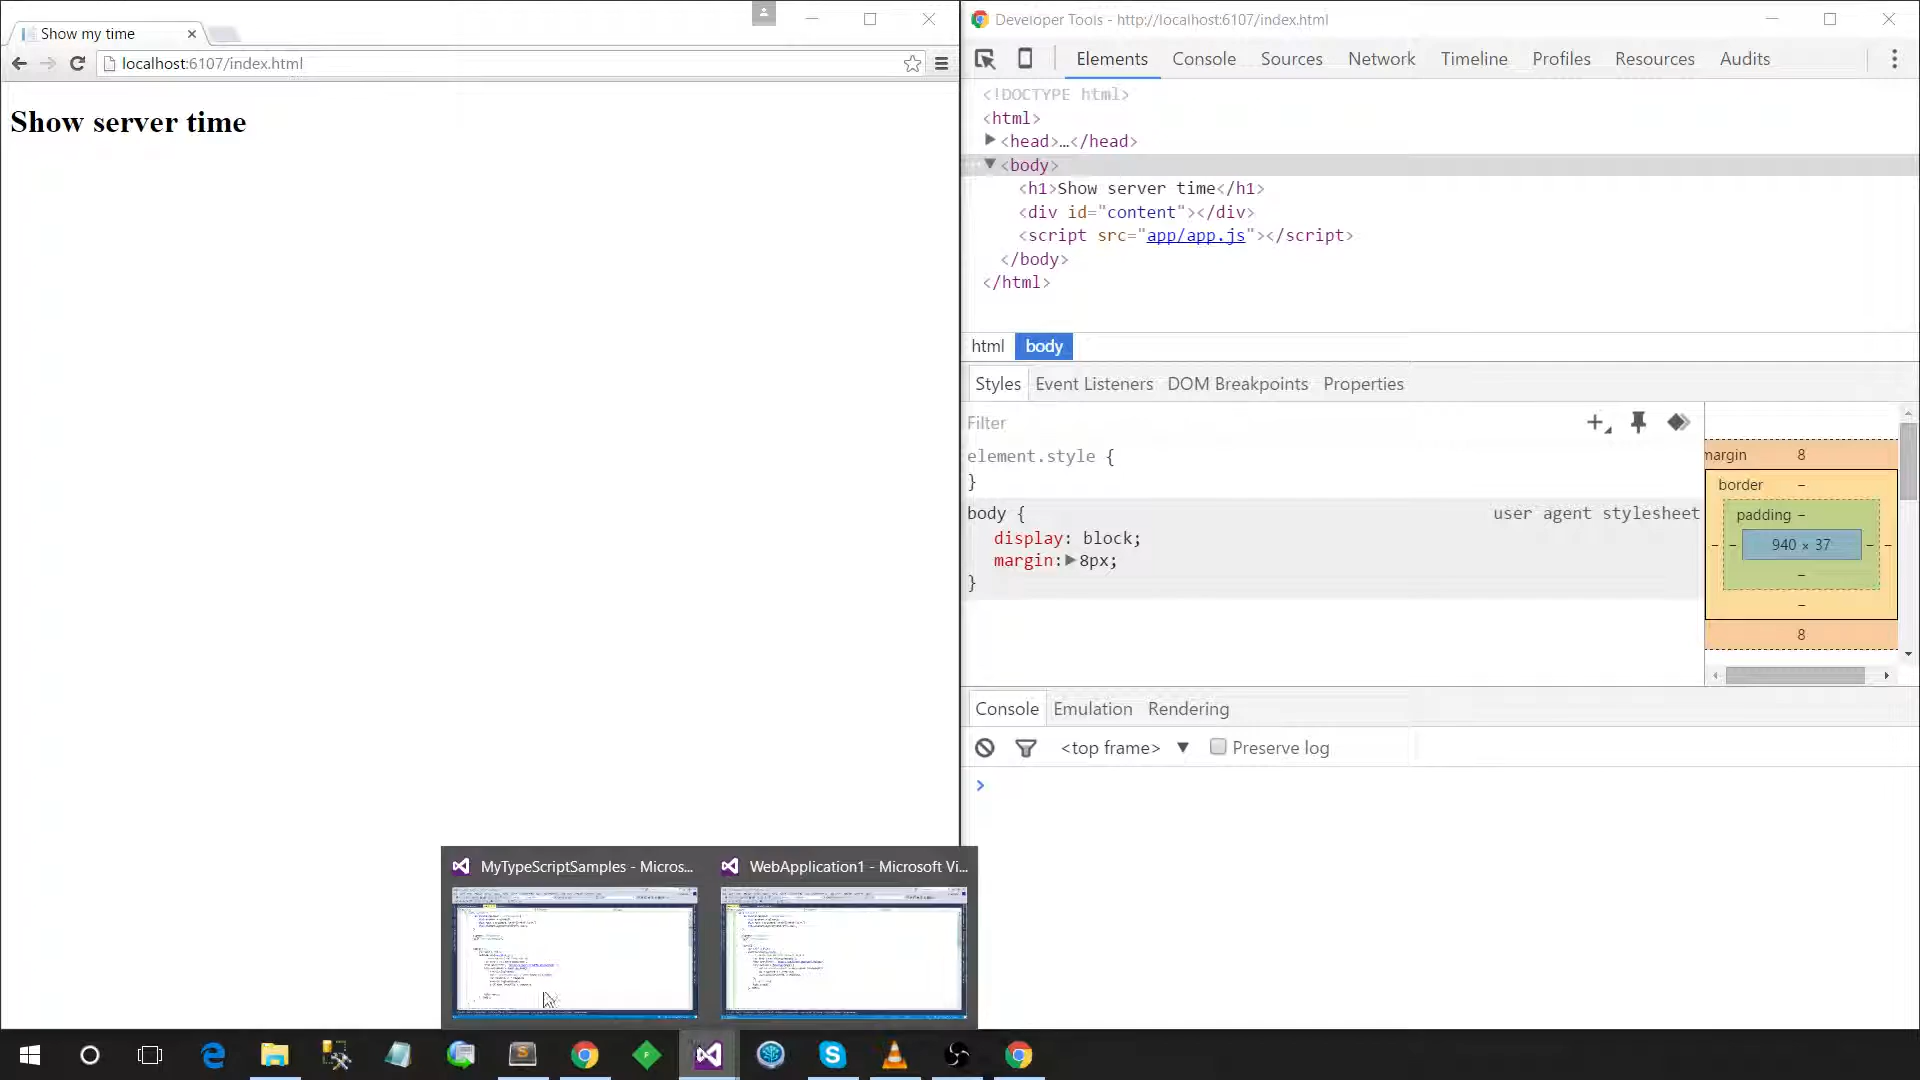 Show my time
localhost:6107/index.html
Show server time
Developer Tools - http://localhost:6107/index.html
Elements Console Sources Network Timeline Profiles Resources Audits
<!DOCTYPE html>
<html>
<head>…</head>
<body>
<h1>Show server time</h1>
<div id="content"></div>
<script src="app/app.js"></script>
</body>
</html>
html body
Styles Event Listeners DOM Breakpoints Properties
Filter
element.style {
}
body { user agent stylesheet
display: block;
margin: 8px;
}
margin 8
border –
padding –
– – 940 × 37 – –
–
–
8
Console Emulation Rendering
<top frame> Preserve log
MyTypeScriptSamples - Micros...
WebApplication1 - Microsoft Vi...